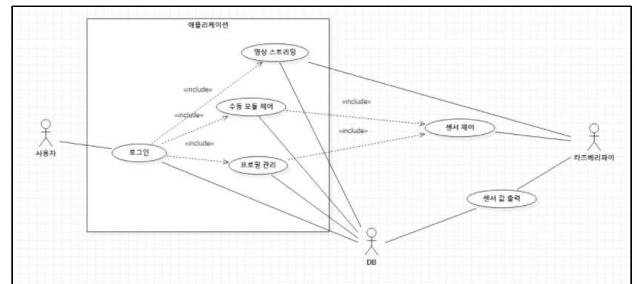 애플리케이션
영상 스트리밍
«include»
수동 모듈 제어
«include»
«include»
센서 제어
«include»
«include»
로그인
프로필 관리
사용자
라즈베리파이
센서 값 출력
DB